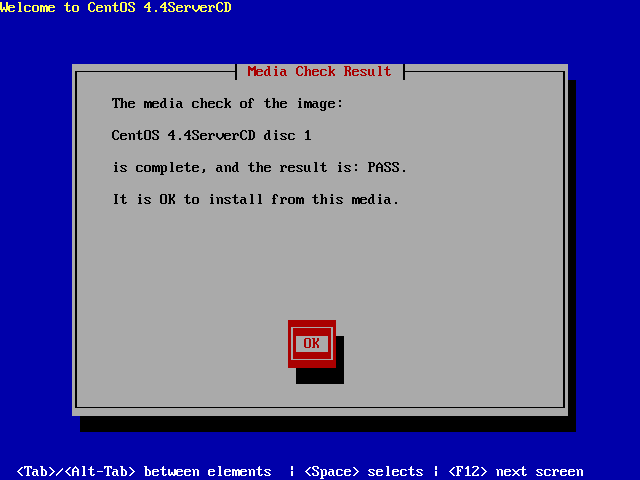 Welcome to CentOS 4.4ServerCD
Media Check Result
The media check of the image:
CentOS 4.4ServerCD disc 1
is complete, and the result is: PASS.
It is OK to install from this media.
OK
<Tab>/<Alt-Tab> between elements | <Space> selects | <F12> next screen